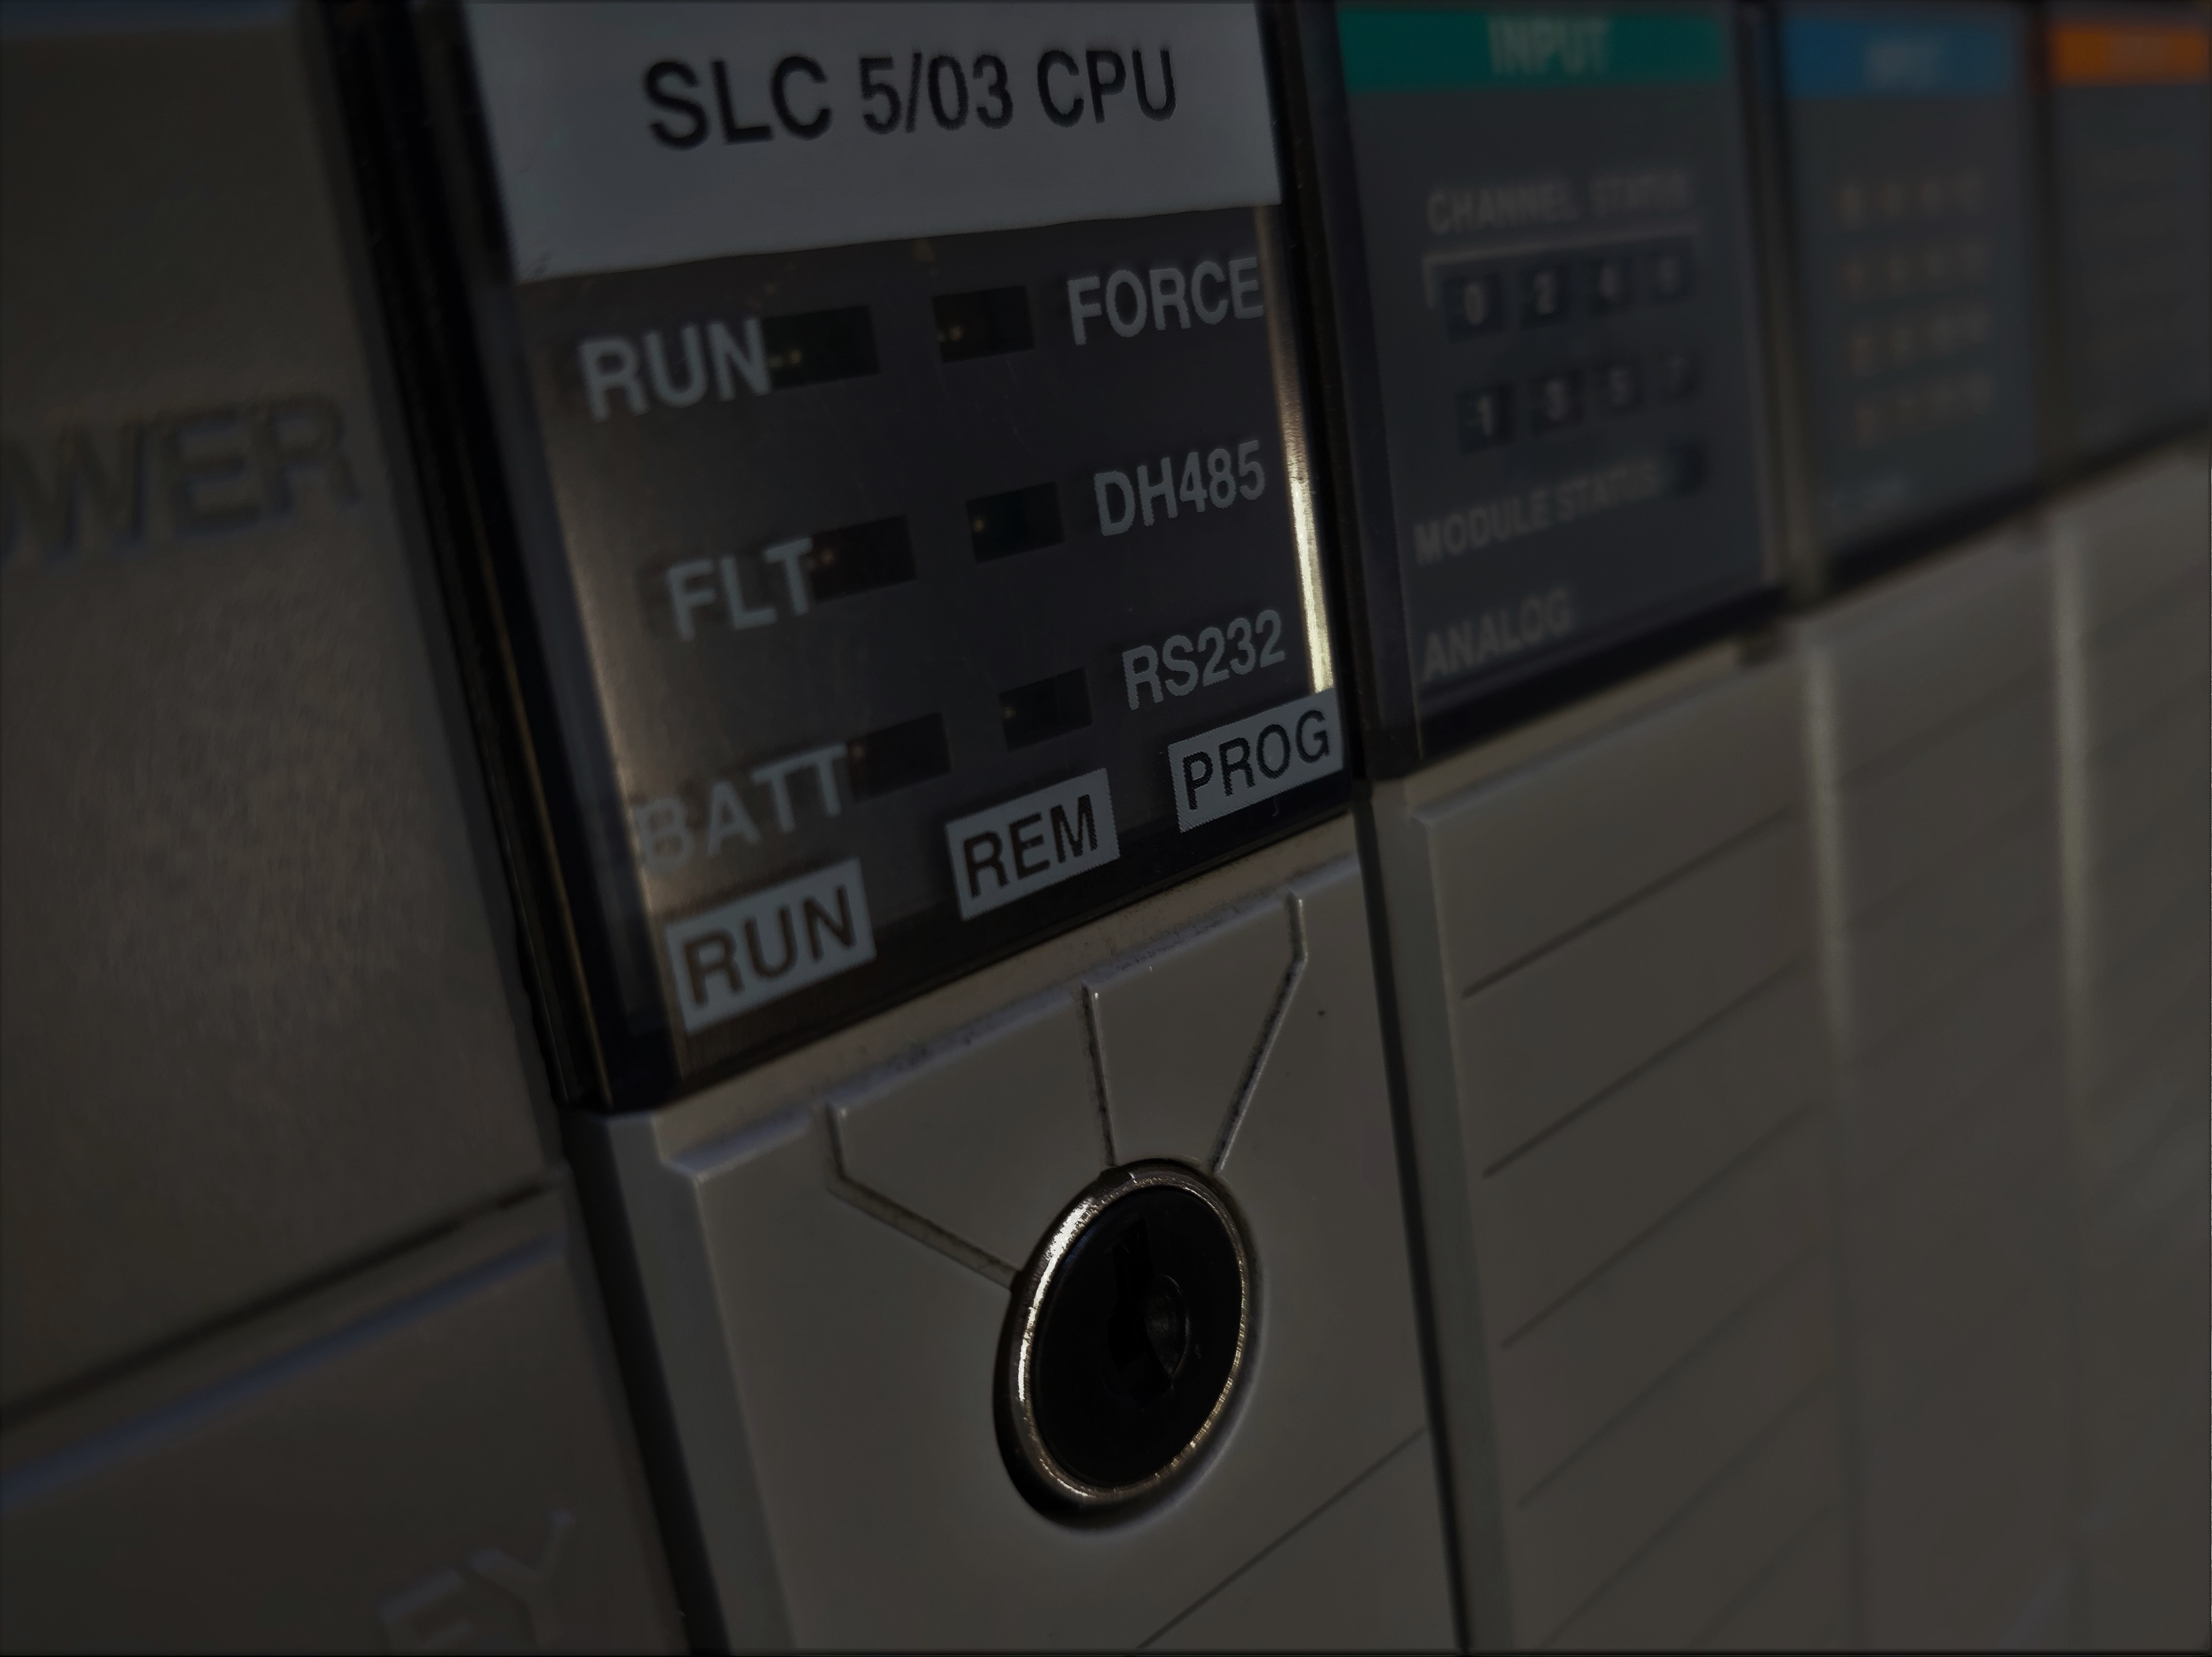 SLC 5/03 CPU
RUN FORCE
FLT DH485
BATT RS232
RUN REM PROG
INPUT
CHANNEL STATUS
0 2 4 6
1 3 5 7
MODULE STATUS
ANALOG
INPUT